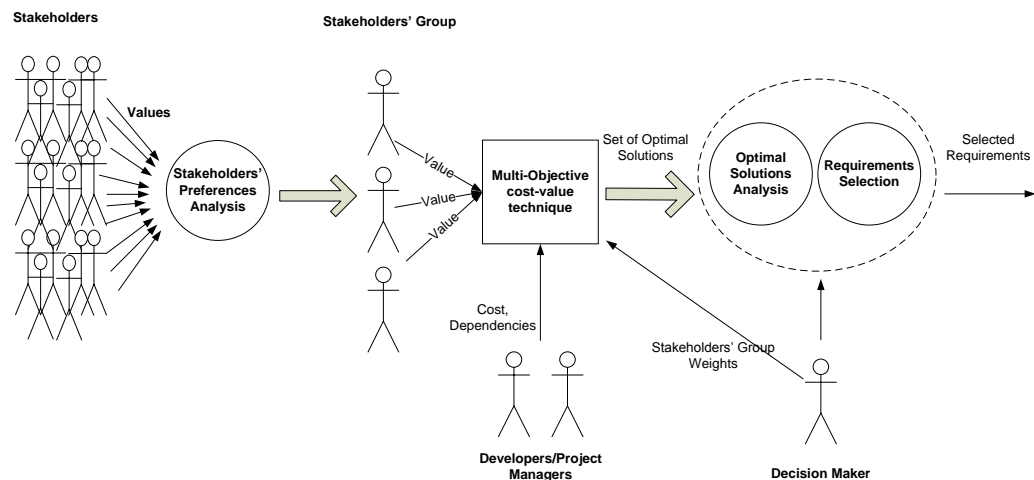 Stakeholders
Stakeholders' Group
Values
Stakeholders'
Preferences
Analysis
Value
Value
Value
Multi-Objective
cost-value
technique
Set of Optimal
Solutions
Optimal
Solutions
Analysis
Requirements
Selection
Selected
Requirements
Cost,
Dependencies
Stakeholders' Group
Weights
Developers/Project
Managers
Decision Maker